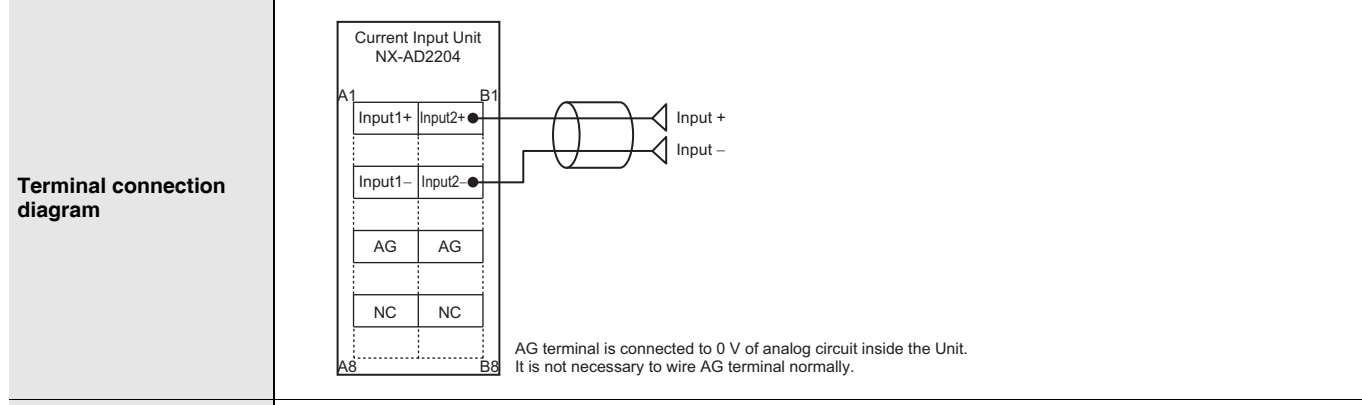 Terminal connection
diagram
Current Input Unit
NX-AD2204
A1 B1
Input1+ Input2+ Input +
Input –
Input1– Input2–
AG AG
NC NC
A8 B8
AG terminal is connected to 0 V of analog circuit inside the Unit.
It is not necessary to wire AG terminal normally.